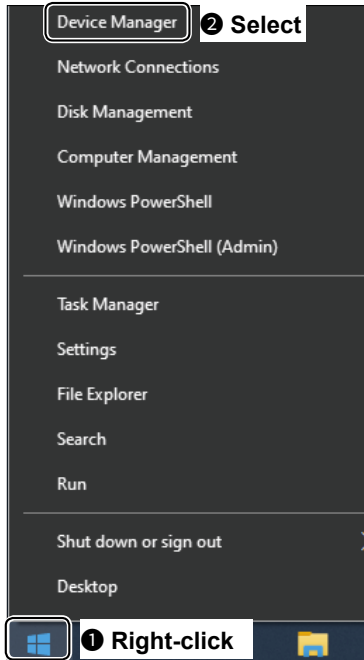 Device Manager ❷ Select
Network Connections
Disk Management
Computer Management
Windows PowerShell
Windows PowerShell (Admin)
Task Manager
Settings
File Explorer
Search
Run
Shut down or sign out
Desktop
❶ Right-click